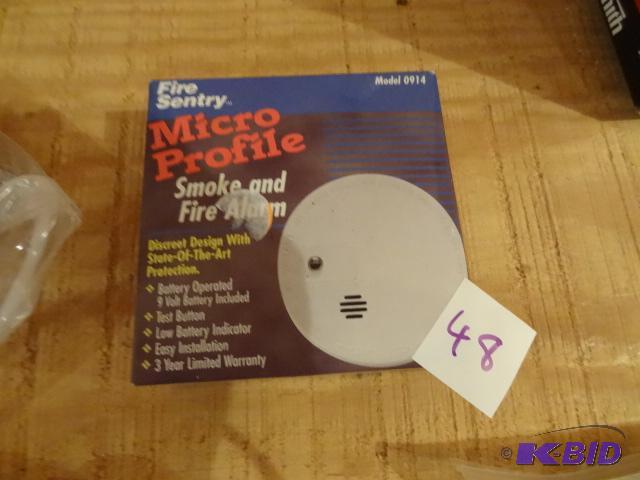 Fire
Sentry™
Model 0914
Micro
Profile
Smoke and
Fire Alarm
Discreet Design With
State-Of-The-Art
Protection.
❖ Battery Operated
9 Volt Battery Included
❖ Test Button
❖ Low Battery Indicator
❖ Easy Installation
❖ 3 Year Limited Warranty
48
© K-BID